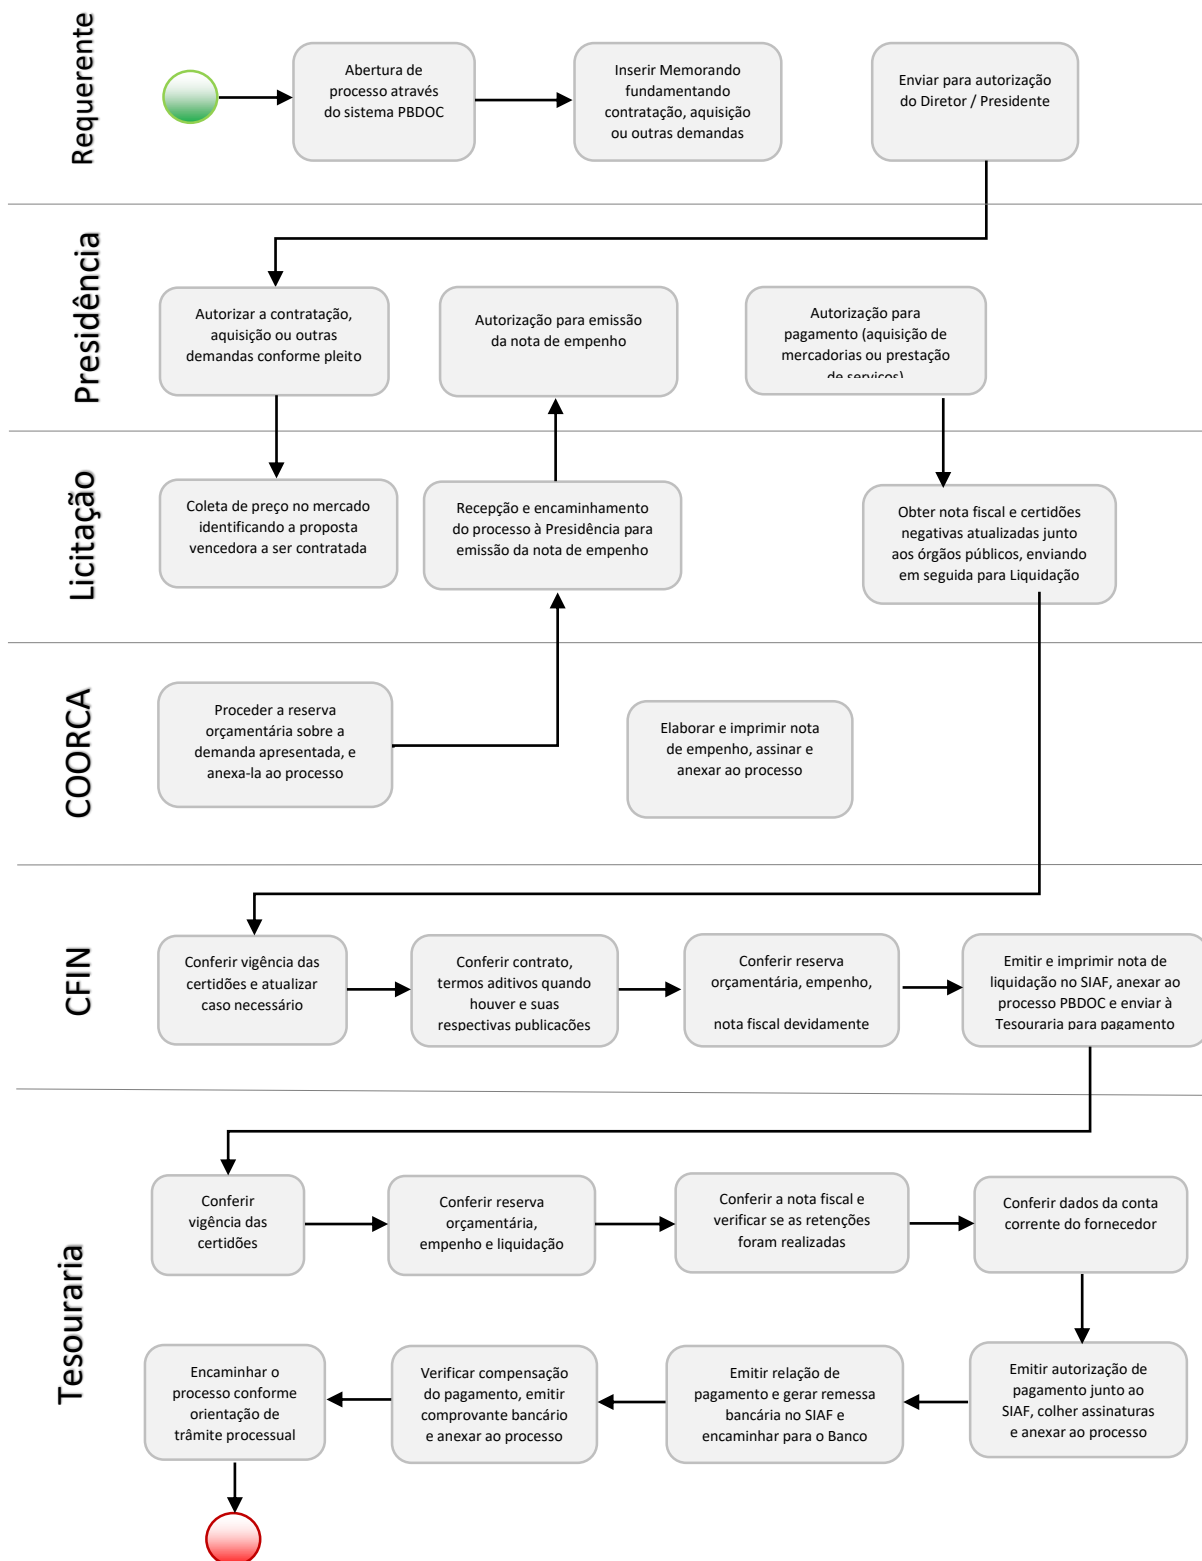 Requerente
Abertura de
processo através
do sistema PBDOC
Inserir Memorando
fundamentando
contratação, aquisição
ou outras demandas
Enviar para autorização
do Diretor / Presidente
Presidência
Autorizar a contratação,
aquisição ou outras
demandas conforme pleito
Autorização para emissão
da nota de empenho
Autorização para
pagamento (aquisição de
mercadorias ou prestação
de serviços)
Licitação
Coleta de preço no mercado
identificando a proposta
vencedora a ser contratada
Recepção e encaminhamento
do processo à Presidência para
emissão da nota de empenho
Obter nota fiscal e certidões
negativas atualizadas junto
aos órgãos públicos, enviando
em seguida para Liquidação
COORCA
Proceder a reserva
orçamentária sobre a
demanda apresentada, e
anexa-la ao processo
Elaborar e imprimir nota
de empenho, assinar e
anexar ao processo
CFIN
Conferir vigência das
certidões e atualizar
caso necessário
Conferir contrato,
termos aditivos quando
houver e suas
respectivas publicações
Conferir reserva
orçamentária, empenho,
nota fiscal devidamente
Emitir e imprimir nota de
liquidação no SIAF, anexar ao
processo PBDOC e enviar à
Tesouraria para pagamento
Tesouraria
Conferir
vigência das
certidões
Conferir reserva
orçamentária,
empenho e liquidação
Conferir a nota fiscal e
verificar se as retenções
foram realizadas
Conferir dados da conta
corrente do fornecedor
Encaminhar o
processo conforme
orientação de
trâmite processual
Verificar compensação
do pagamento, emitir
comprovante bancário
e anexar ao processo
Emitir relação de
pagamento e gerar remessa
bancária no SIAF e
encaminhar para o Banco
Emitir autorização de
pagamento junto ao
SIAF, colher assinaturas
e anexar ao processo